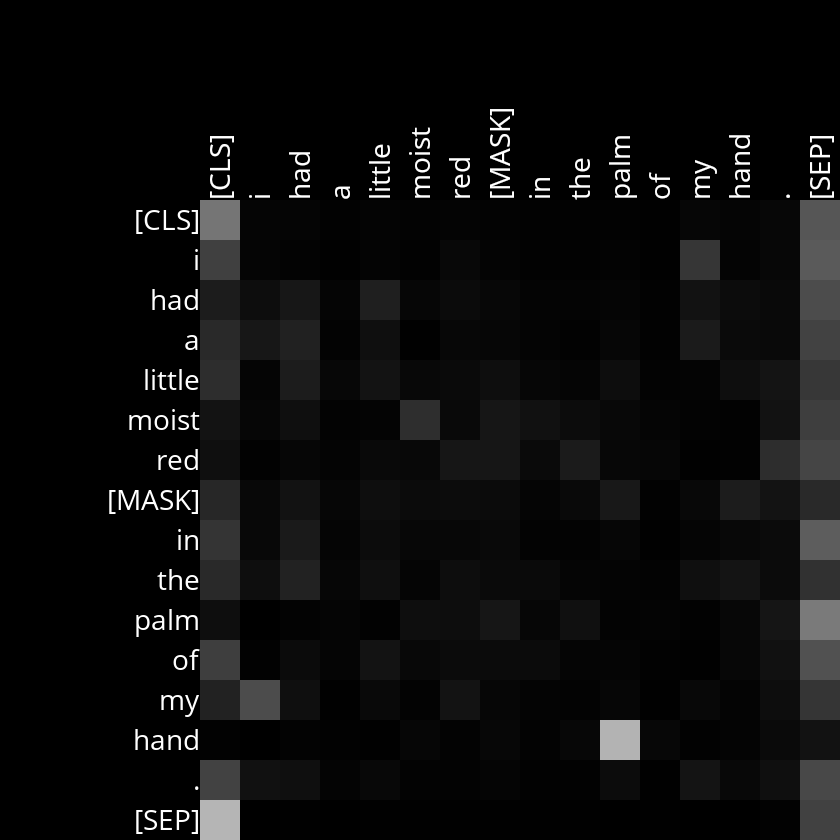 [CLS] i had a little moist red [MASK] in the palm of my hand . [SEP]
[CLS]
i
had
a
little
moist
red
[MASK]
in
the
palm
of
my
hand
.
[SEP]